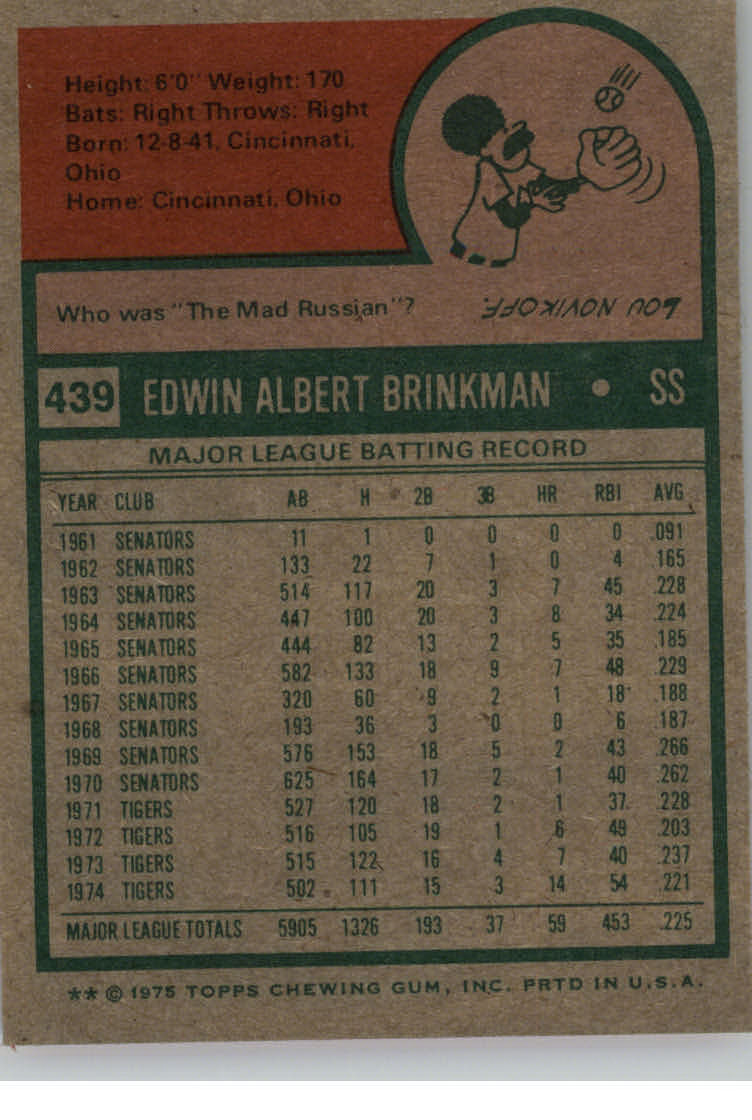 Height: 6'0" Weight: 170
Bats: Right Throws: Right
Born: 12-8-41, Cincinnati,
Ohio
Home: Cincinnati, Ohio
Who was "The Mad Russian"?
LOU NOVIKOFF.
439 EDWIN ALBERT BRINKMAN • SS
MAJOR LEAGUE BATTING RECORD
YEAR CLUB AB H 2B 3B HR RBI AVG
1961 SENATORS 11 1 0 0 0 0 .091
1962 SENATORS 133 22 7 1 0 4 .165
1963 SENATORS 514 117 20 3 7 45 .228
1964 SENATORS 447 100 20 3 8 34 .224
1965 SENATORS 444 82 13 2 5 35 .185
1966 SENATORS 582 133 18 9 7 48 .229
1967 SENATORS 320 60 9 2 1 18 .188
1968 SENATORS 193 36 3 0 0 6 .187
1969 SENATORS 576 153 18 5 2 43 .266
1970 SENATORS 625 164 17 2 1 40 .262
1971 TIGERS 527 120 18 2 1 37 .228
1972 TIGERS 516 105 19 1 6 49 .203
1973 TIGERS 515 122 16 4 7 40 .237
1974 TIGERS 502 111 15 3 14 54 .221
MAJOR LEAGUE TOTALS 5905 1326 193 37 59 453 .225
** © 1975 TOPPS CHEWING GUM, INC. PRTD IN U.S.A.